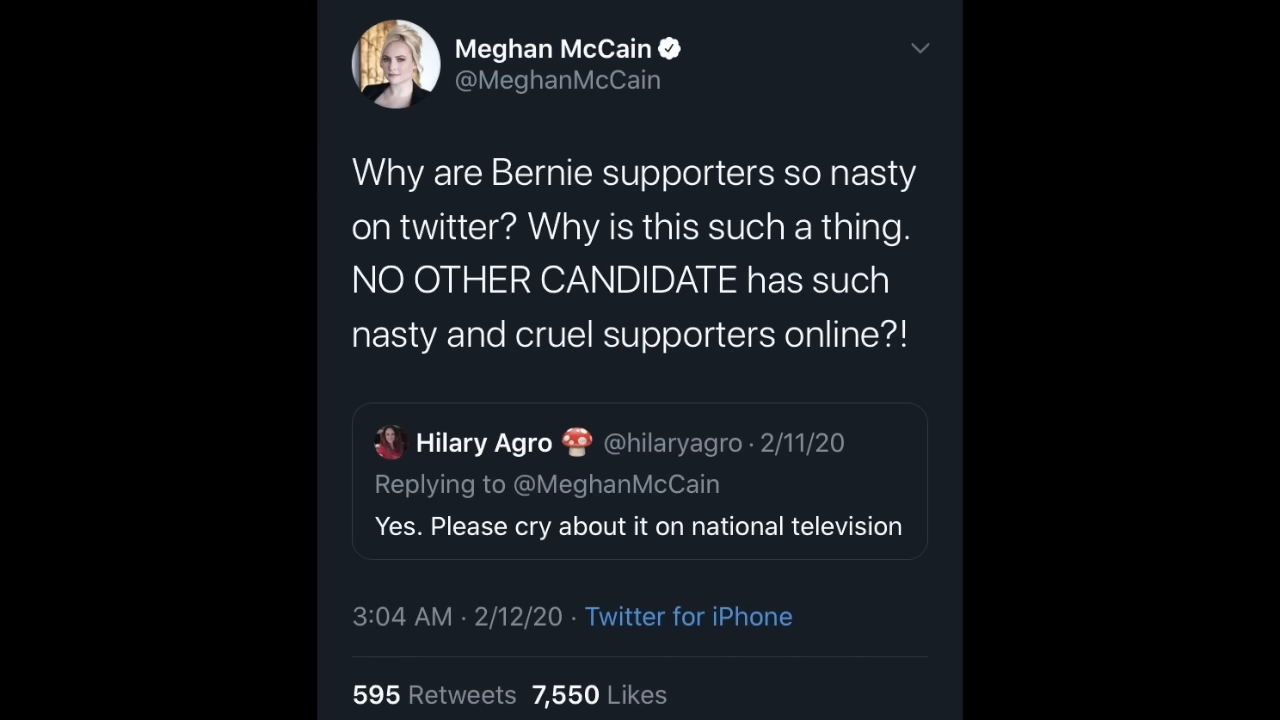 Meghan McCain
@MeghanMcCain
Why are Bernie supporters so nasty
on twitter? Why is this such a thing.
NO OTHER CANDIDATE has such
nasty and cruel supporters online?!
Hilary Agro 🍄 @hilaryagro · 2/11/20
Replying to @MeghanMcCain
Yes. Please cry about it on national television
3:04 AM · 2/12/20 · Twitter for iPhone
595 Retweets 7,550 Likes